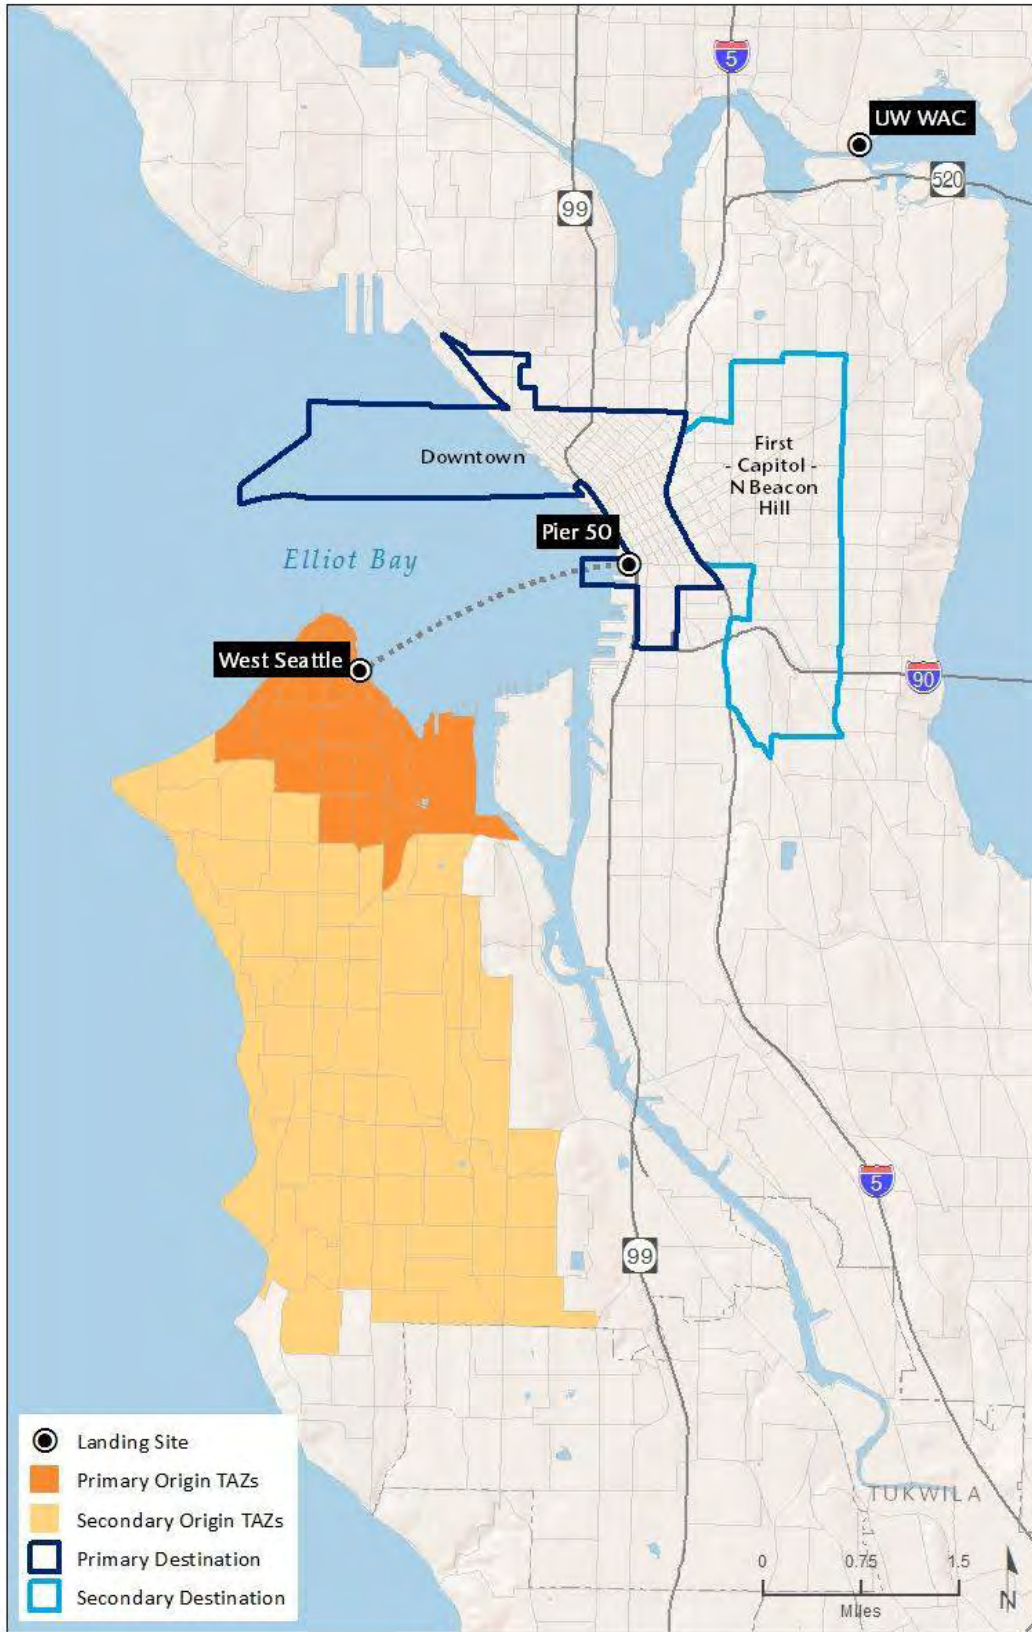 5
UW WAC
520
99
Downtown
First
- Capitol -
N Beacon
Hill
Pier 50
Elliot Bay
West Seattle
90
5
99
TUKWILA
Landing Site
Primary Origin TAZs
Secondary Origin TAZs
Primary Destination
Secondary Destination
0 0.75 1.5
Miles
N